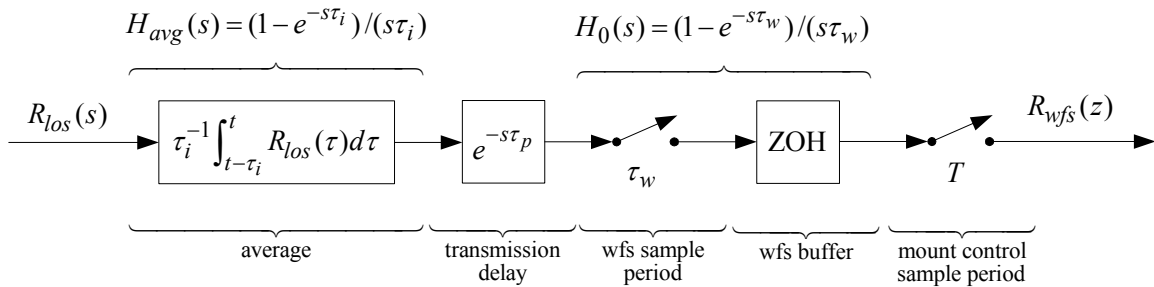 H_{avg}(s) = (1 − e^{−sτ_i})/(sτ_i)
H_0(s) = (1 − e^{−sτ_w})/(sτ_w)
R_{los}(s)
τ_i^{−1} ∫_{t−τ_i}^{t} R_{los}(τ)dτ
e^{−sτ_p}
τ_w
ZOH
T
R_{wfs}(z)
average
transmission
delay
wfs sample
period
wfs buffer
mount control
sample period